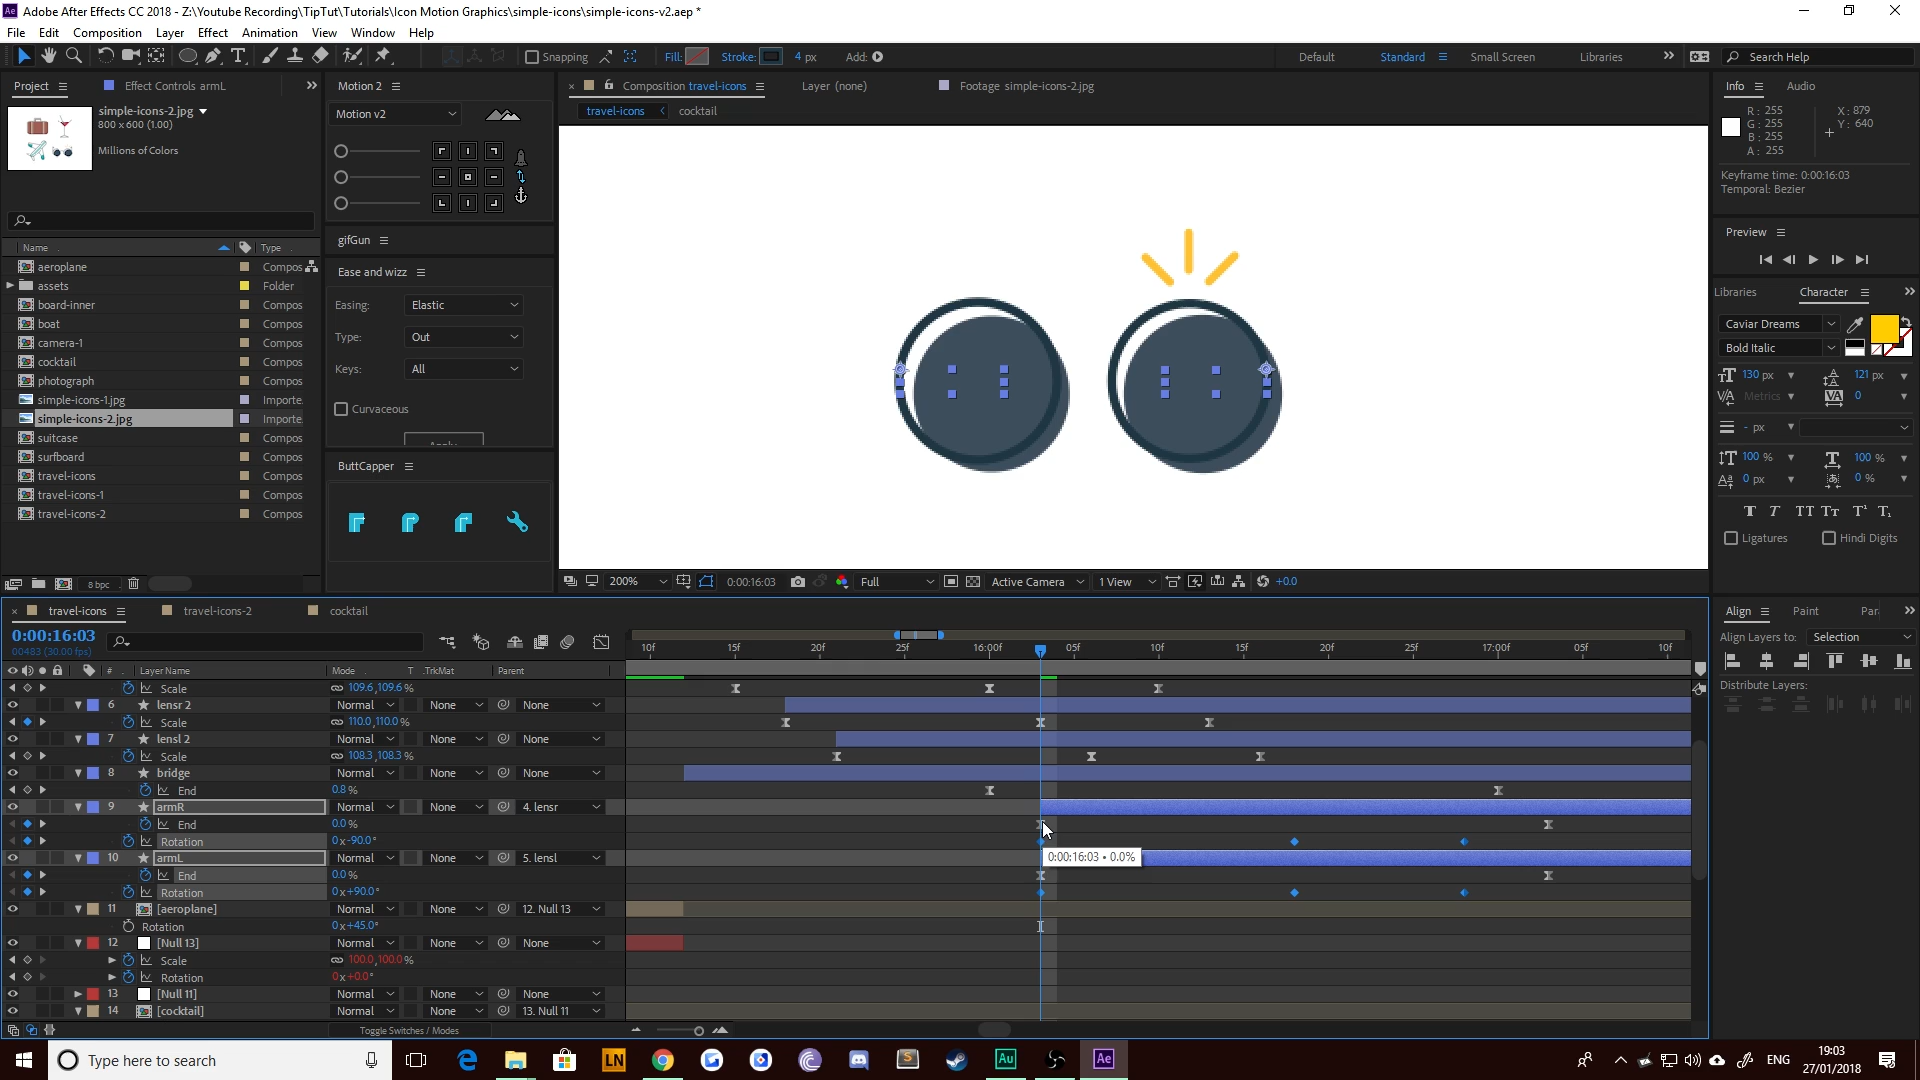 Adobe After Effects CC 2018 - Z:\Youtube Recording\TipTut\Tutorials\Icon Motion Graphics\simple-icons\simple-icons-v2.aep *
File Edit Composition Layer Effect Animation View Window Help
Snapping Fill: Stroke: 4 px Add: Default Standard Small Screen Libraries Search Help
Project Effect Controls armL
simple-icons-2.jpg
800 x 600 (1.00)
Millions of Colors
Name Type
aeroplane Compos
assets Folder
board-inner Compos
boat Compos
camera-1 Compos
cocktail Compos
photograph Compos
simple-icons-1.jpg Importe
simple-icons-2.jpg Importe
suitcase Compos
surfboard Compos
travel-icons Compos
travel-icons-1 Compos
travel-icons-2 Compos
8 bpc
Motion 2
Motion v2
gifGun
Ease and wizz
Easing: Elastic
Type: Out
Keys: All
Curvaceous
ButtCapper
Composition travel-icons Layer (none) Footage simple-icons-2.jpg
travel-icons cocktail
200% 0:00:16:03 Full Active Camera 1 View +0.0
Info Audio
R: 255 X: 879
G: 255 Y: 640
B: 255
A: 255
Keyframe time: 0:00:16:03
Temporal: Bezier
Preview
Libraries Character
Caviar Dreams
Bold Italic
130 px 121 px
Metrics 0
- px
100 % 100 %
0 px 0 %
Ligatures Hindi Digits
Align Paint Par
Align Layers to: Selection
Distribute Layers:
travel-icons travel-icons-2 cocktail
0:00:16:03
00483 (30.00 fps)
# Layer Name Mode T .TrkMat Parent
10f 15f 20f 25f 16:00f 05f 10f 15f 20f 25f 17:00f 05f 10f
Scale 109.6,109.6 %
6 lensr 2 Normal None None
Scale 110.0,110.0 %
7 lensl 2 Normal None None
Scale 108.3,108.3 %
8 bridge Normal None None
End 0.8 %
9 armR Normal None 4. lensr
End 0.0 %
Rotation 0 x -90.0 °
10 armL Normal None 5. lensl
0:00:16:03 • 0.0%
End 0.0 %
Rotation 0 x +90.0 °
11 [aeroplane] Normal None 12. Null 13
Rotation 0 x +45.0 °
12 [Null 13] Normal None None
Scale 100.0,100.0 %
Rotation 0 x +0.0 °
13 [Null 11] Normal None None
14 [cocktail] Normal None 13. Null 11
Toggle Switches / Modes
Type here to search
ENG
19:03
27/01/2018